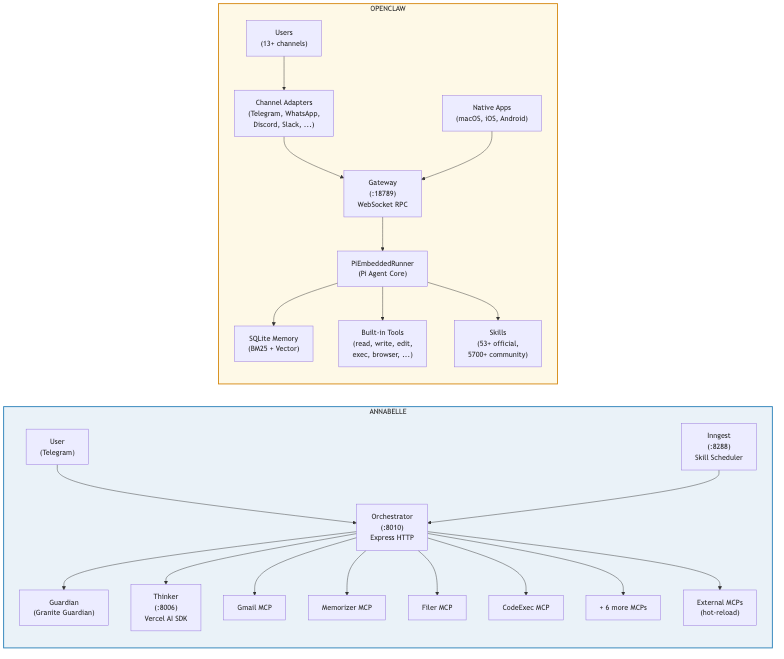 OPENCLAW
Users
(13+ channels)
Channel Adapters
(Telegram, WhatsApp,
Discord, Slack, ...)
Native Apps
(macOS, iOS, Android)
Gateway
(:18789)
WebSocket RPC
PiEmbeddedRunner
(Pi Agent Core)
SQLite Memory
(BM25 + Vector)
Built-in Tools
(read, write, edit,
exec, browser, ...)
Skills
(53+ official,
5700+ community)
ANNABELLE
User
(Telegram)
Inngest
(:8288)
Skill Scheduler
Orchestrator
(:8010)
Express HTTP
Guardian
(Granite Guardian)
Thinker
(:8006)
Vercel AI SDK
Gmail MCP
Memorizer MCP
Filer MCP
CodeExec MCP
+ 6 more MCPs
External MCPs
(hot-reload)